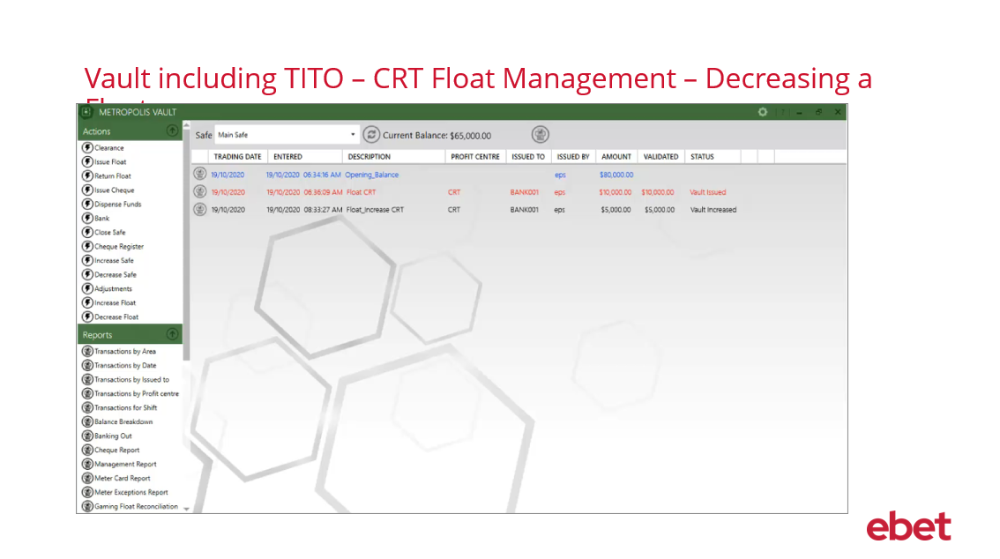 Vault including TITO – CRT Float Management – Decreasing a
METROPOLIS VAULT
Actions
Clearance
Issue Float
Return Float
Issue Cheque
Dispense Funds
Bank
Close Safe
Cheque Register
Increase Safe
Decrease Safe
Adjustments
Increase Float
Decrease Float
Reports
Transactions by Area
Transactions by Date
Transactions by Issued to
Transactions by Profit centre
Transactions for Shift
Balance Breakdown
Banking Out
Cheque Report
Management Report
Meter Card Report
Meter Exceptions Report
Gaming Float Reconciliation
Safe Main Safe Current Balance: $65,000.00
TRADING DATE ENTERED DESCRIPTION PROFIT CENTRE ISSUED TO ISSUED BY AMOUNT VALIDATED STATUS
19/10/2020 19/10/2020 06:34:16 AM Opening_Balance eps $80,000.00
19/10/2020 19/10/2020 06:36:09 AM Float CRT CRT BANK001 eps $10,000.00 $10,000.00 Vault Issued
19/10/2020 19/10/2020 08:33:27 AM Float_Increase CRT CRT BANK001 eps $5,000.00 $5,000.00 Vault Increased
ebet